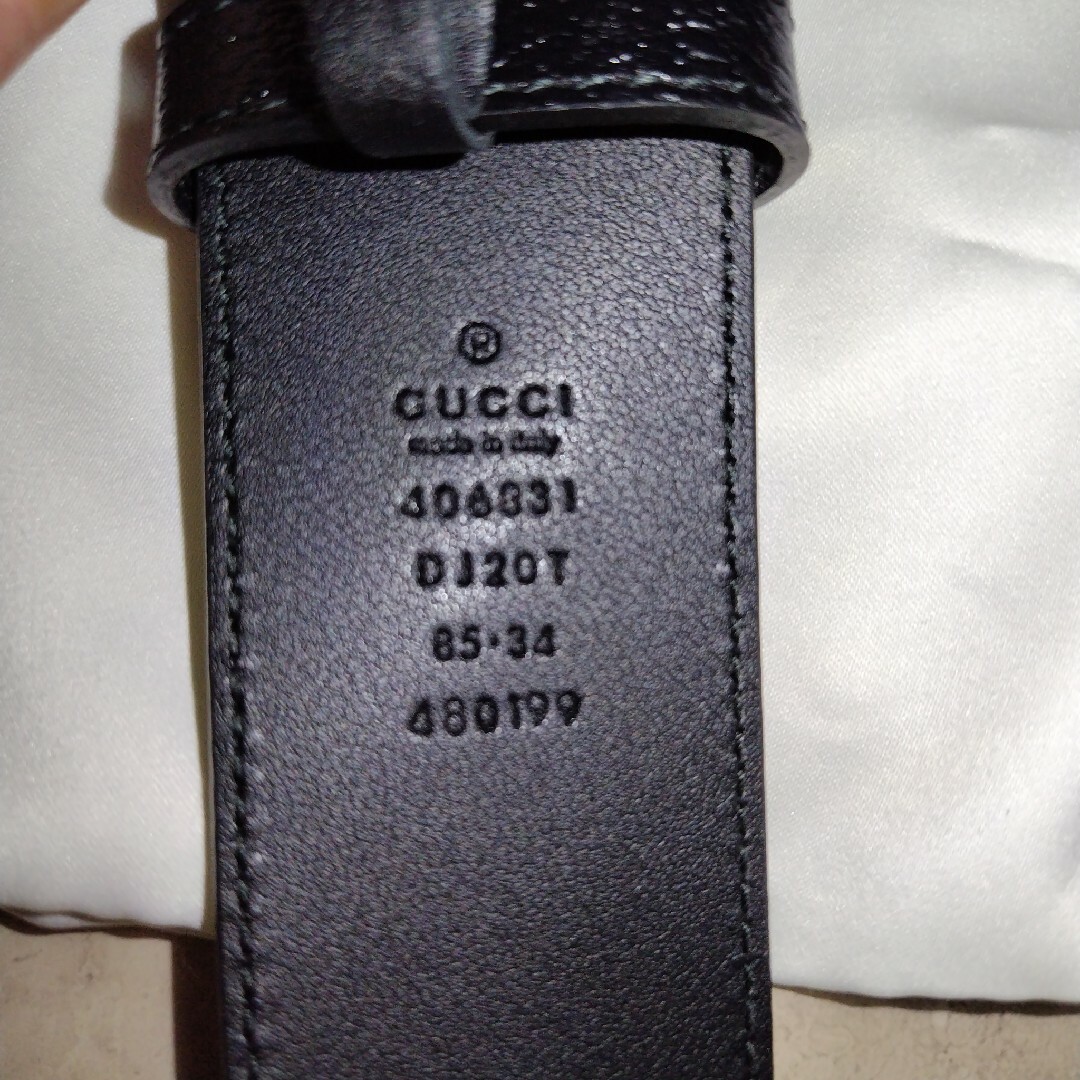 ®
GUCCI
made in italy
406831
DJ20T
85·34
480199